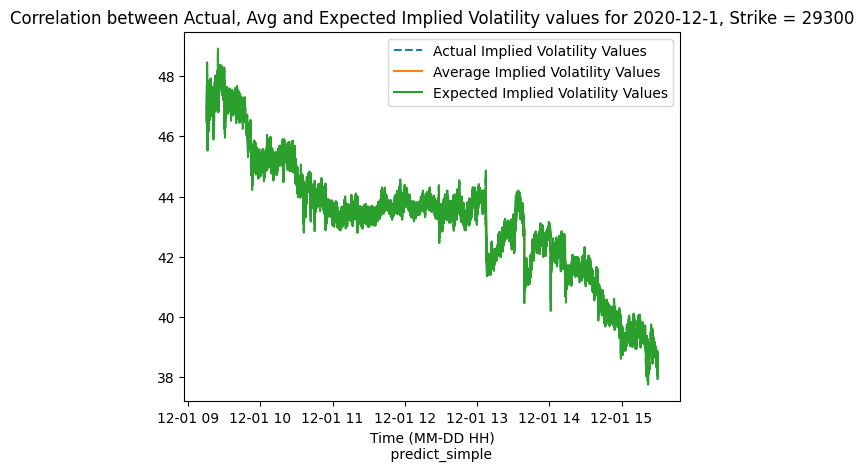 Correlation between Actual, Avg and Expected Implied Volatility values for 2020-12-1, Strike = 29300
Actual Implied Volatility Values
Average Implied Volatility Values
Expected Implied Volatility Values
48
46
44
42
40
38
12-01 09 12-01 10 12-01 11 12-01 12 12-01 13 12-01 14 12-01 15
Time (MM-DD HH)
predict_simple